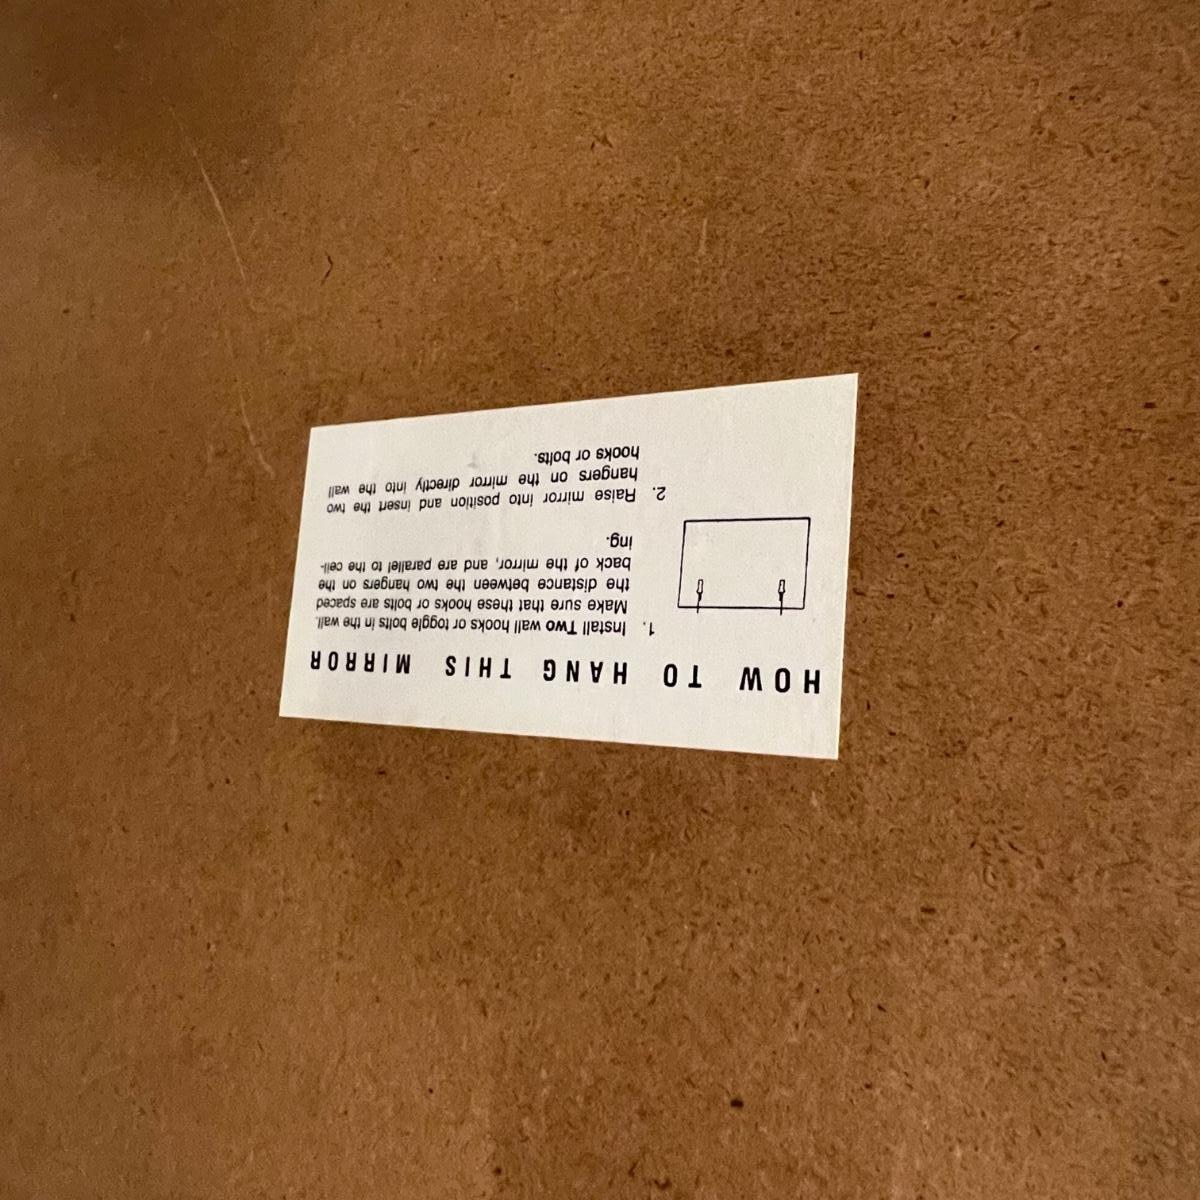 HOW TO HANG THIS MIRROR
1. Install Two wall hooks or toggle bolts in the wall.
Make sure that these hooks or bolts are spaced
the distance between the two hangers on the
back of the mirror, and are parallel to the ceil-
ing.
2. Raise mirror into position and insert the two
hangers on the mirror directly into the wall
hooks or bolts.